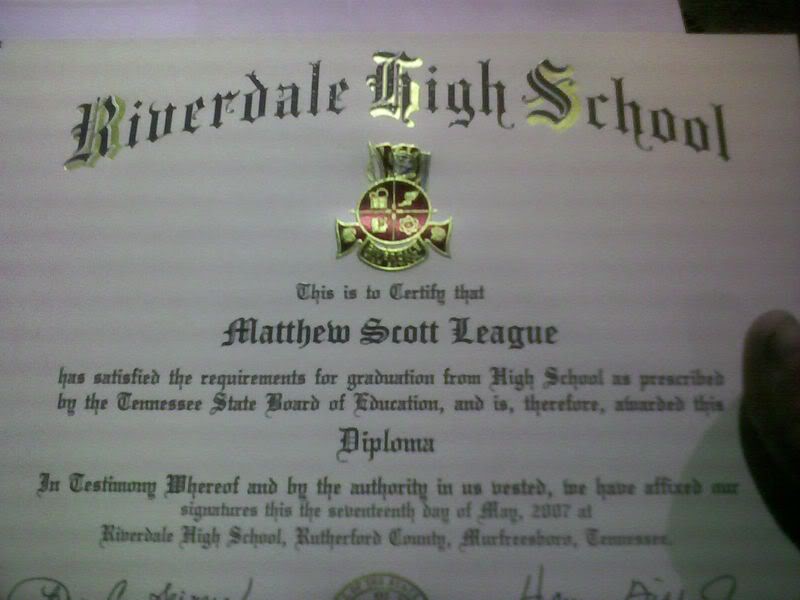 Riverdale High School
This is to Certify that
Matthew Scott League
has satisfied the requirements for graduation from High School as prescribed
by the Tennessee State Board of Education, and is, therefore, awarded this
Diploma
In Testimony Whereof and by the authority in us vested, we have affixed our
signatures this the seventeenth day of May, 2007 at
Riverdale High School, Rutherford County, Murfreesboro, Tennessee.